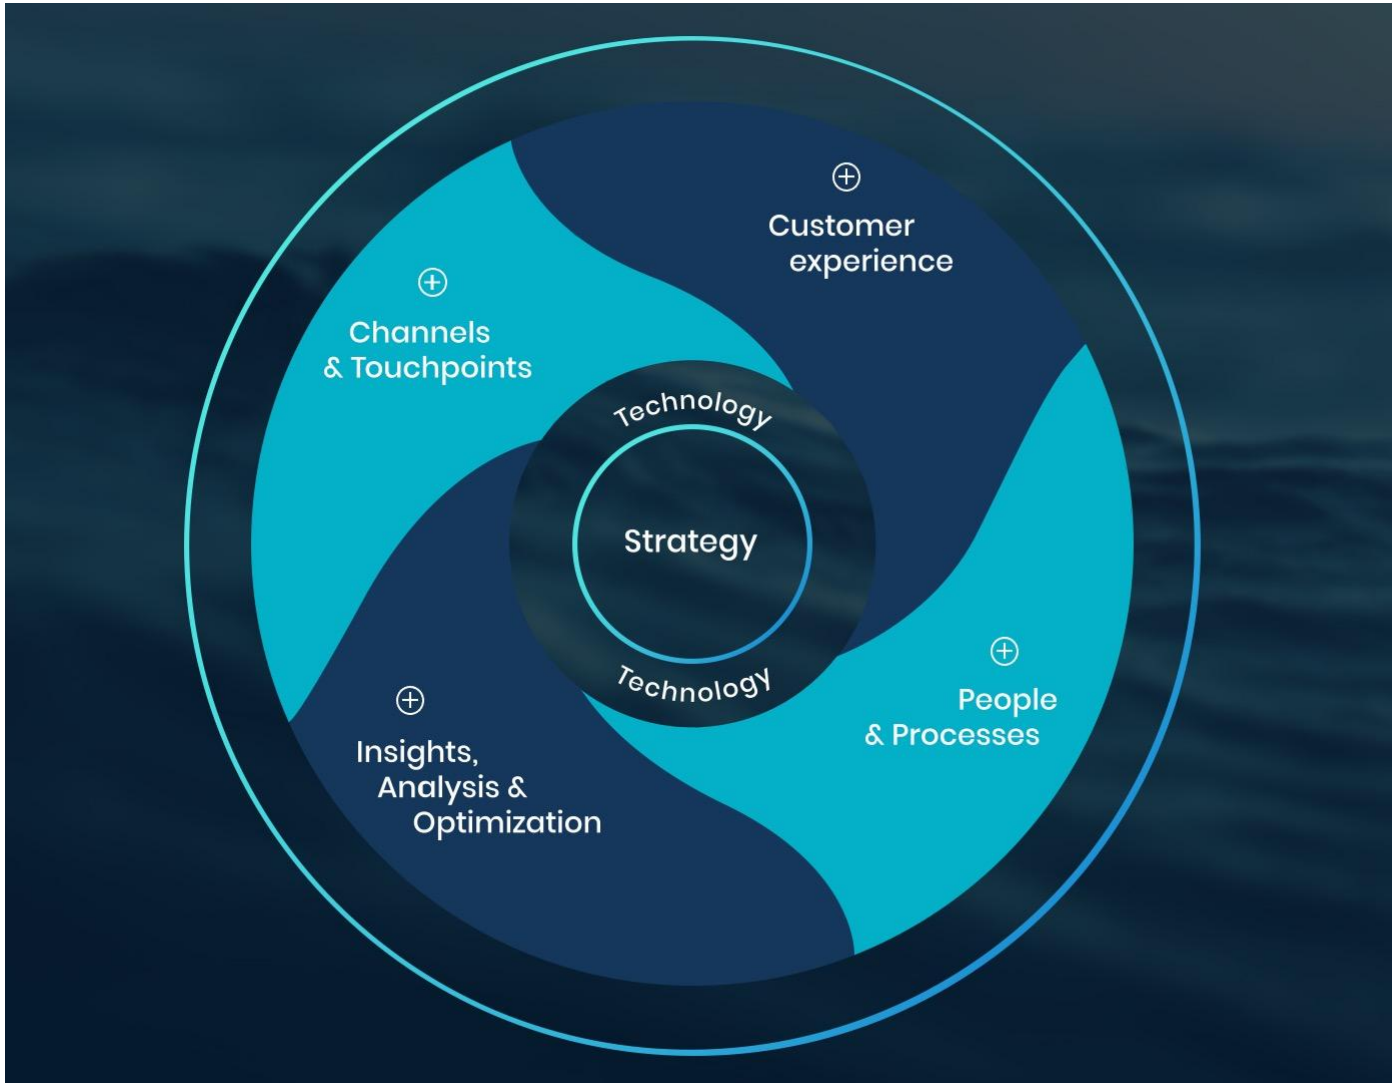 Customer
experience
Channels
& Touchpoints
Technology
Strategy
Technology
People
& Processes
Insights,
Analysis &
Optimization